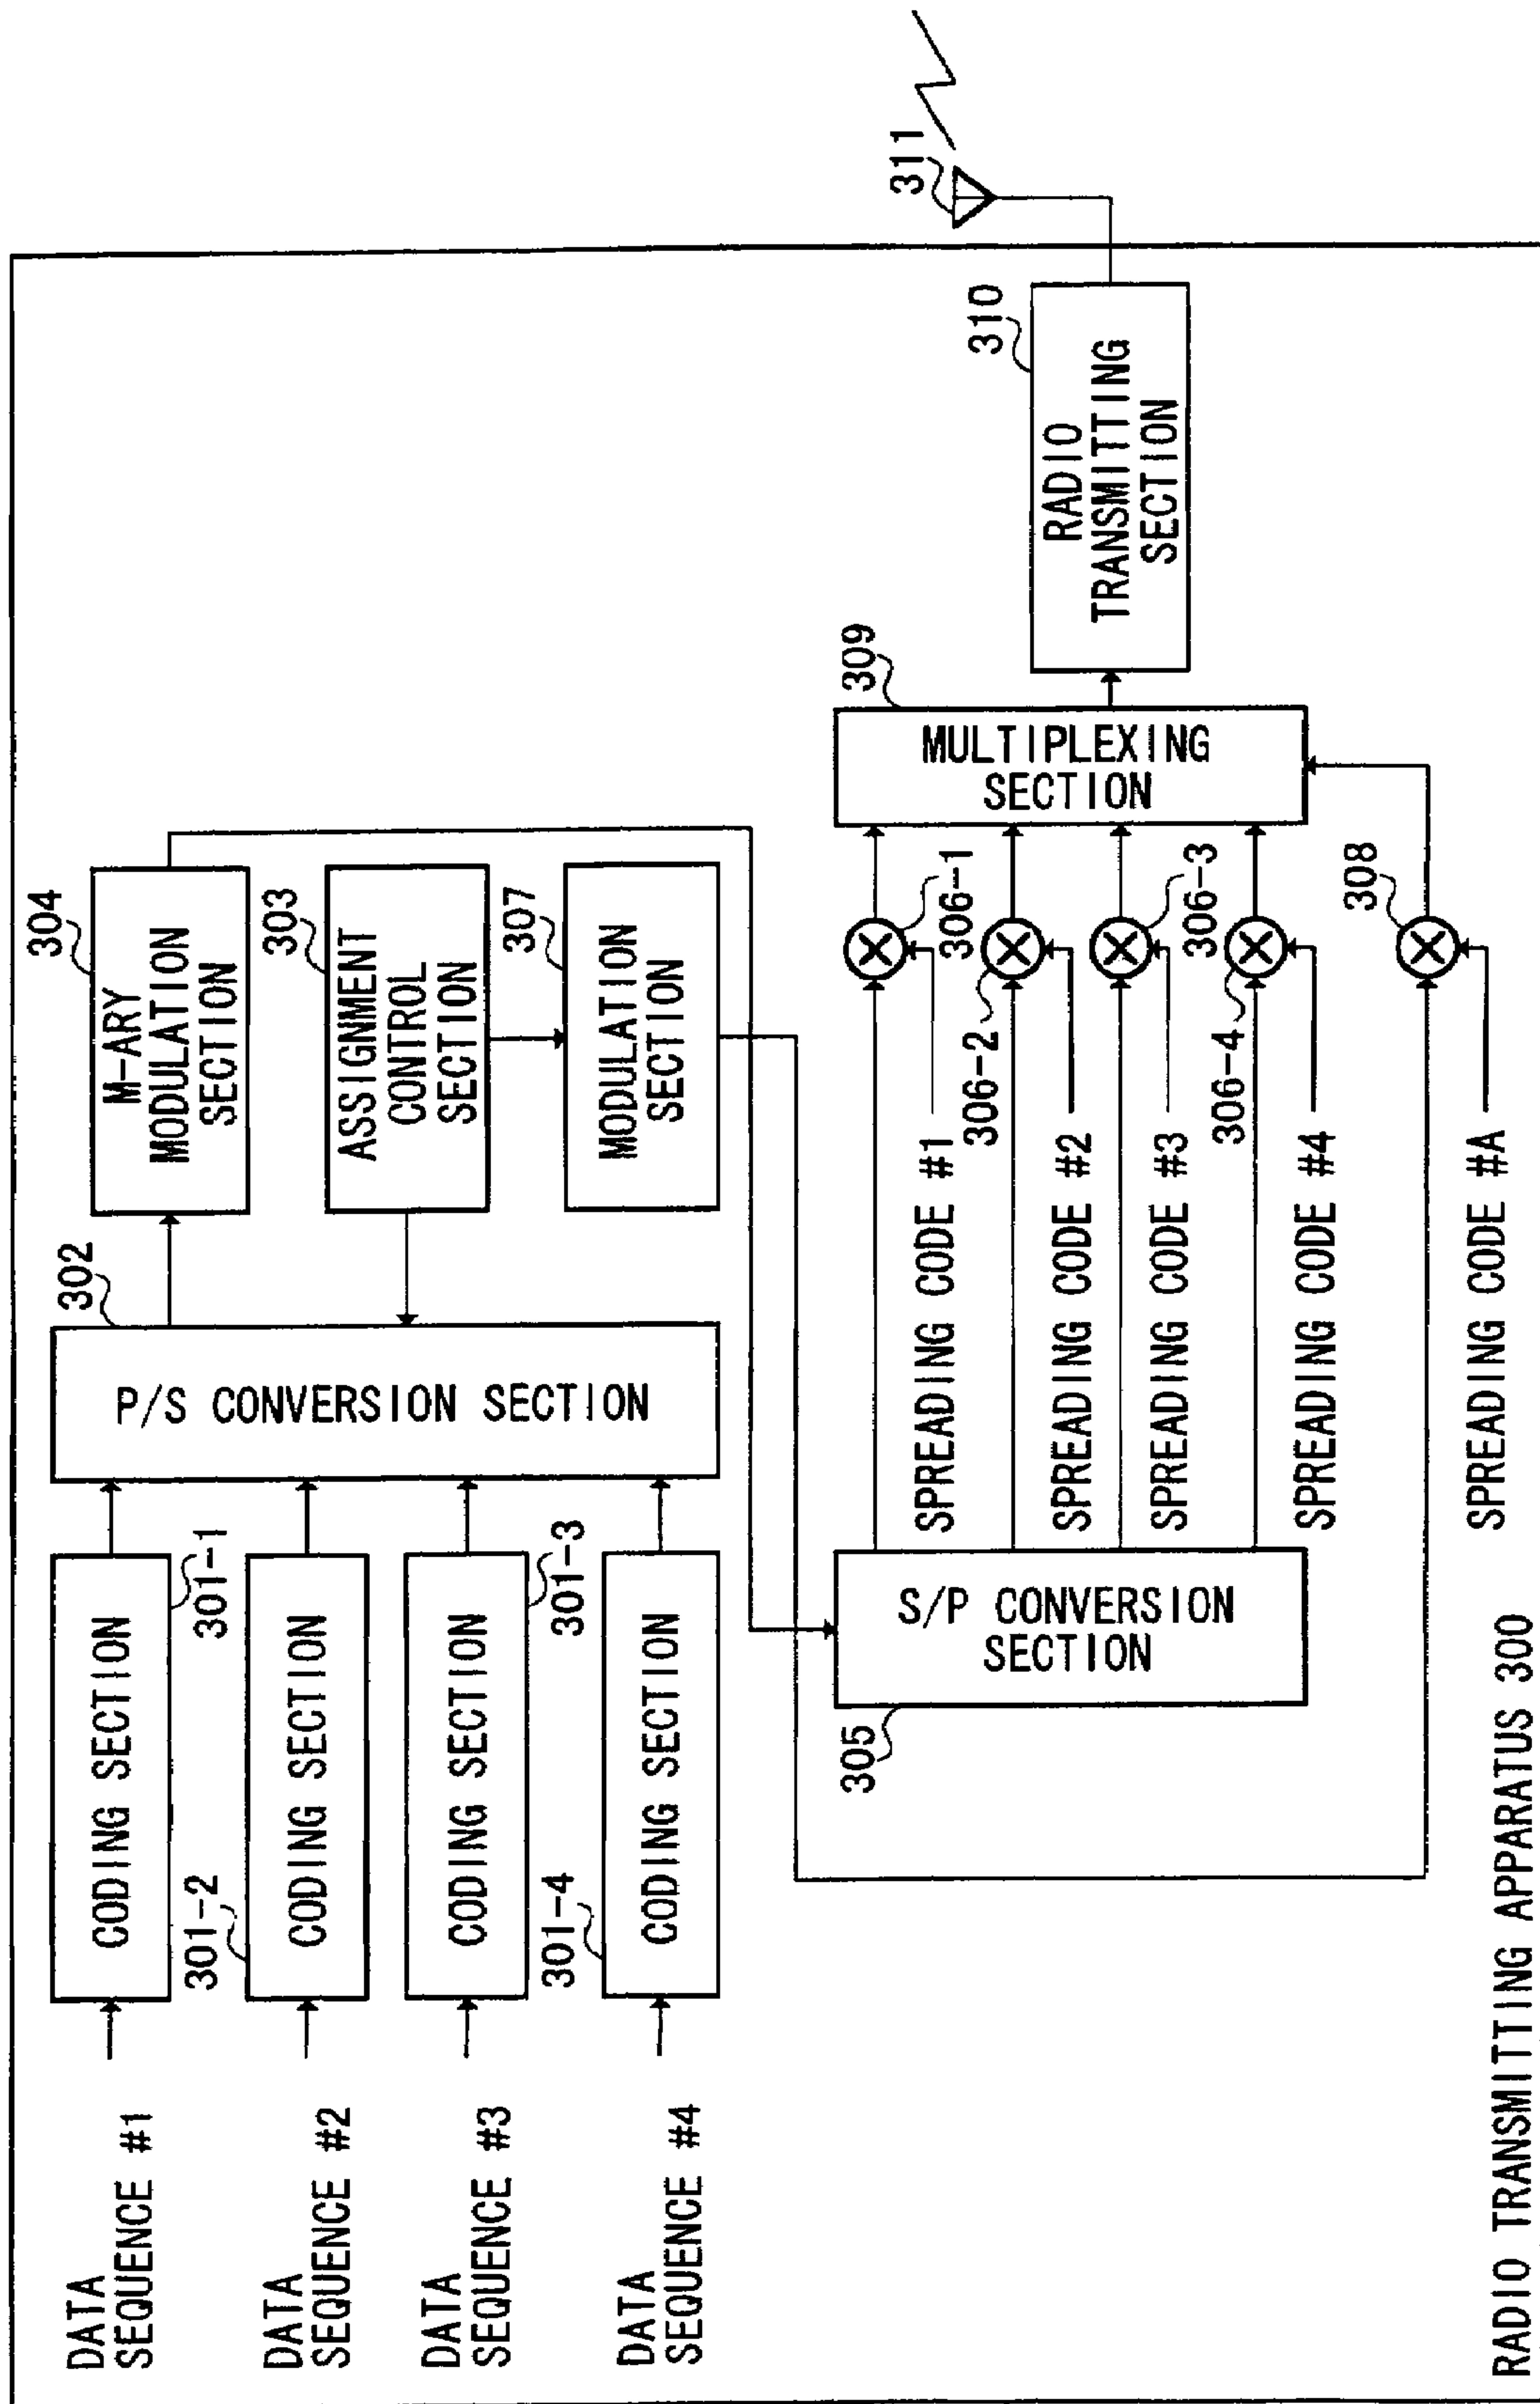 DATA
SEQUENCE #1
CODING SECTION
301-1
DATA
SEQUENCE #2
301-2
CODING SECTION
DATA
SEQUENCE #3
CODING SECTION
301-3
DATA
SEQUENCE #4
301-4
CODING SECTION
302
P/S CONVERSION SECTION
304
M-ARY
MODULATION
SECTION
303
ASSIGNMENT
CONTROL
SECTION
307
MODULATION
SECTION
305
S/P CONVERSION
SECTION
306-1
SPREADING CODE #1
306-2
SPREADING CODE #2
306-3
SPREADING CODE #3
306-4
SPREADING CODE #4
308
SPREADING CODE #A
309
MULTIPLEXING
SECTION
310
RADIO
TRANSMITTING
SECTION
311
RADIO TRANSMITTING APPARATUS 300